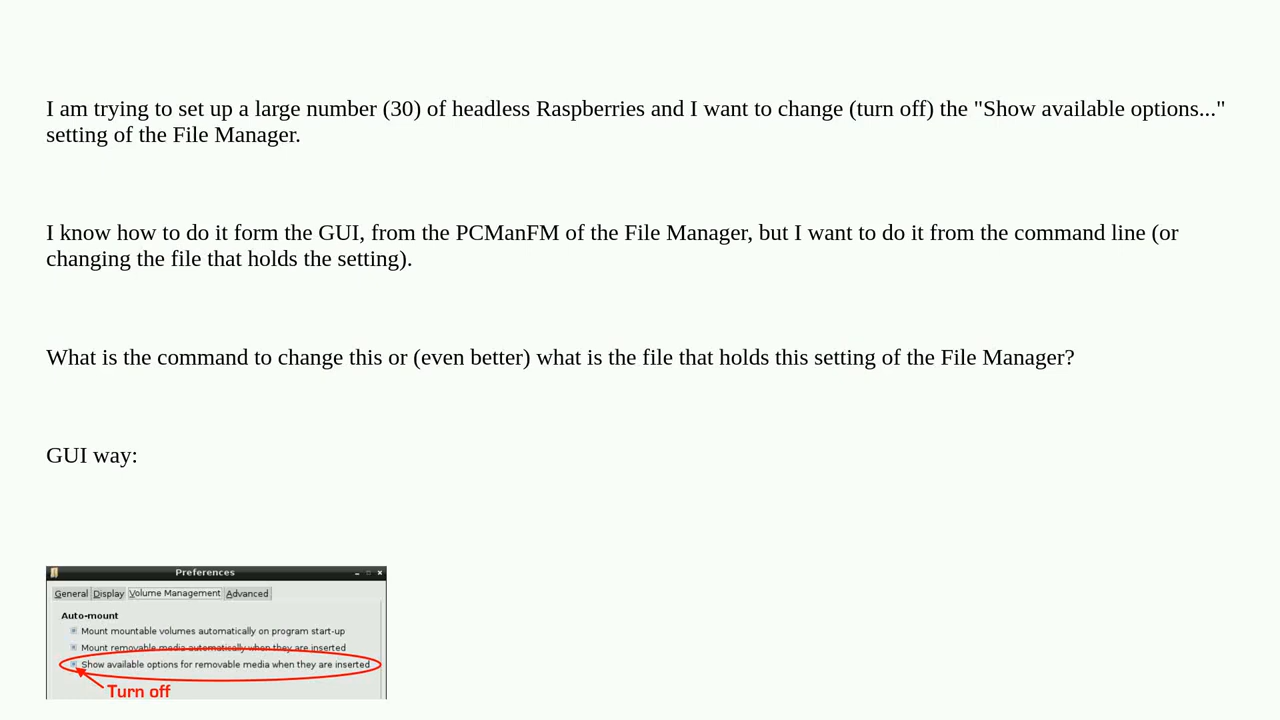 I am trying to set up a large number (30) of headless Raspberries and I want to change (turn off) the "Show available options..."
setting of the File Manager.
I know how to do it form the GUI, from the PCManFM of the File Manager, but I want to do it from the command line (or
changing the file that holds the setting).
What is the command to change this or (even better) what is the file that holds this setting of the File Manager?
GUI way:
Preferences
General Display Volume Management Advanced
Auto-mount
Mount mountable volumes automatically on program start-up
Mount removable media automatically when they are inserted
Show available options for removable media when they are inserted
Turn off